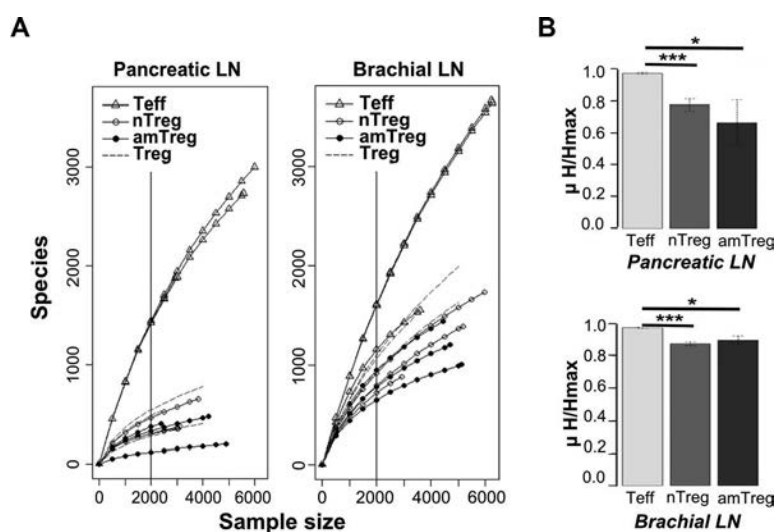 A
Pancreatic LN
Teff
nTreg
amTreg
Treg
Brachial LN
Teff
nTreg
amTreg
Treg
Species
0
1000
2000
3000
0
1000
2000
3000
0
2000
4000
6000
0
2000
4000
6000
Sample size
B
*
***
µ H/Hmax
1.0
0.8
0.6
0.4
0.2
0.0
Teff nTreg amTreg
Pancreatic LN
*
***
µ H/Hmax
1.0
0.8
0.6
0.4
0.2
0.0
Teff nTreg amTreg
Brachial LN